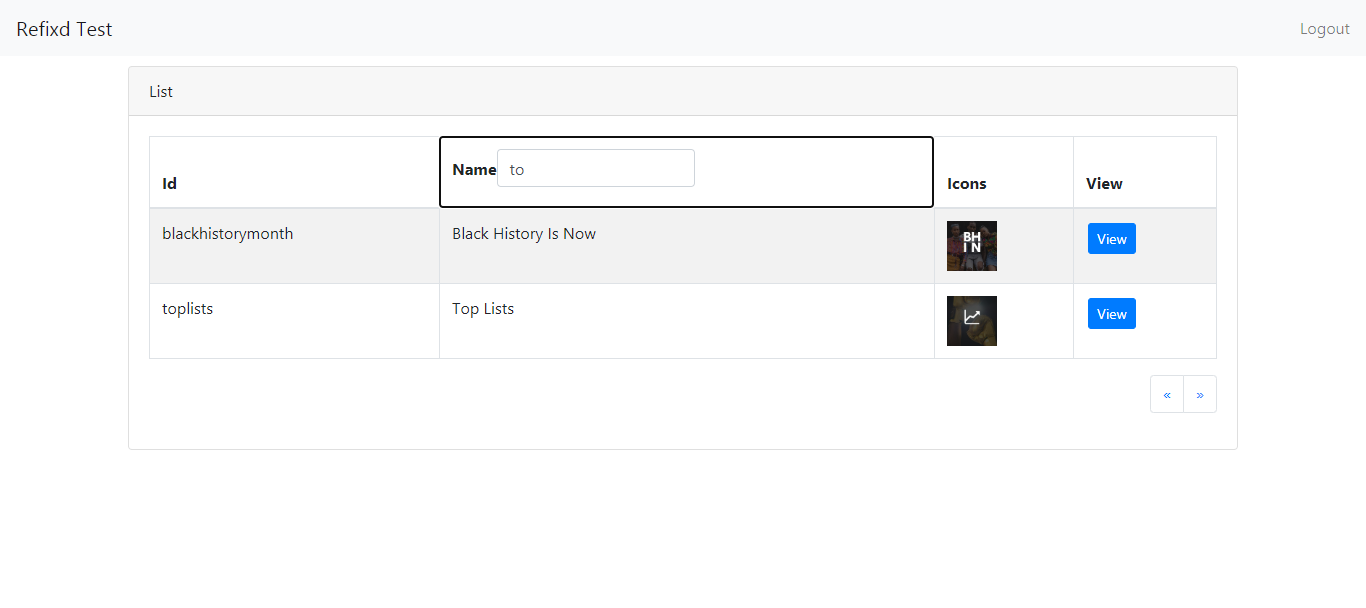 Refixd Test
Logout
List
Id
Name to
Icons
View
blackhistorymonth
Black History Is Now
BH
IN
View
toplists
Top Lists
View
« »